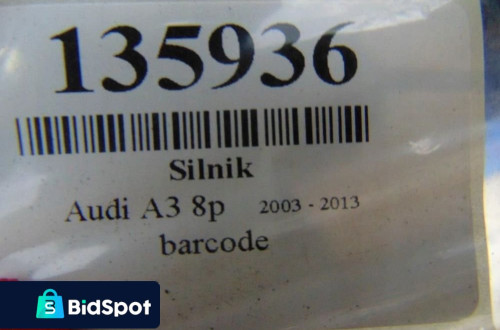 135936
Silnik
Audi A3 8p 2003 - 2013
barcode
BidSpot